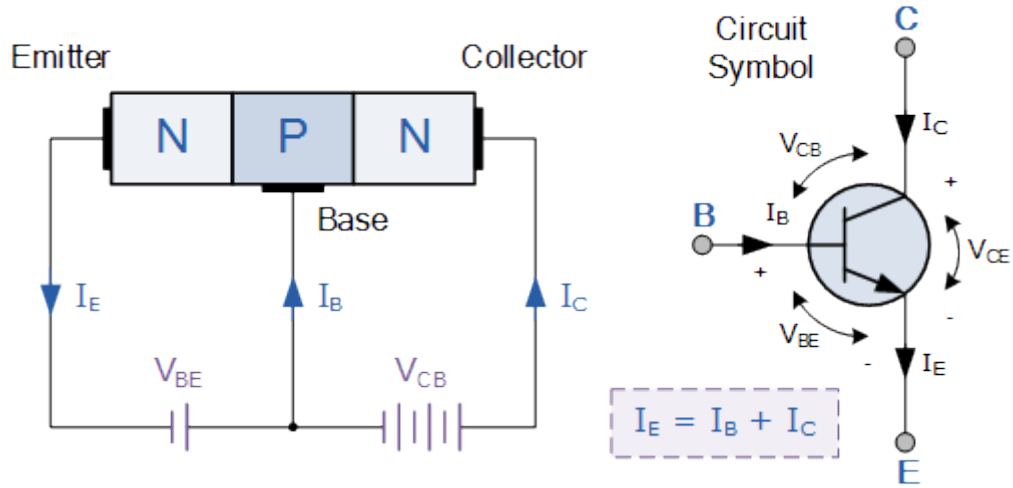 Emitter
Collector
N
P
N
Base
I_E
I_B
I_C
V_BE
V_CB
Circuit
Symbol
C
I_C
V_CB
+
B
I_B
+
V_CE
V_BE
-
-
I_E
I_E = I_B + I_C
E